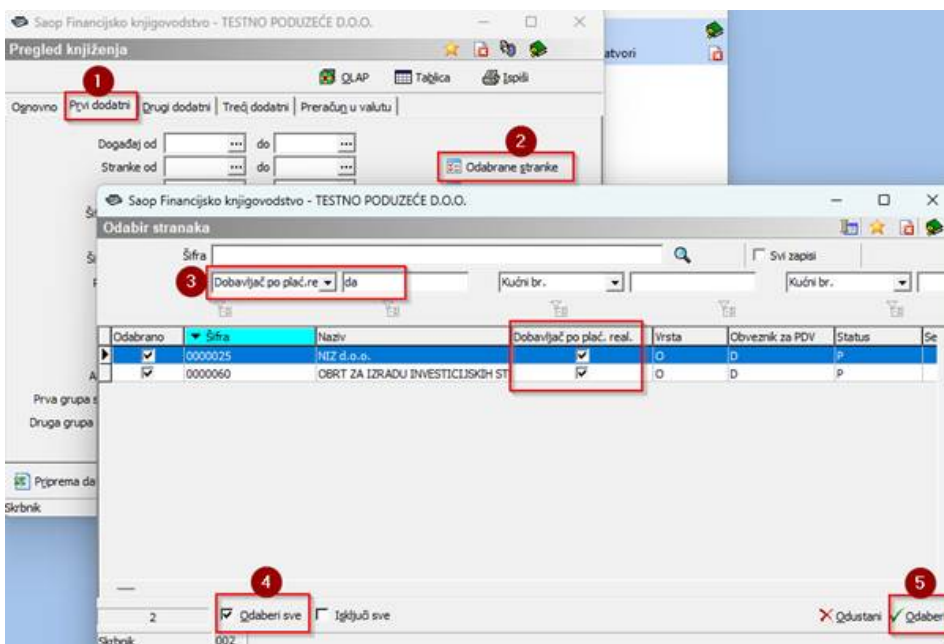 Saop Financijsko knjigovodstvo - TESTNO PODUZEĆE D.O.O.
Pregled knjiženja
atvori
1
OLAP Tablica Ispiši
Osnovno Prvi dodatni Drugi dodatni Treći dodatni Preračun u valutu
Događaj od ... do ...
2
Stranke od ... do ...
Odabrane stranke
Saop Financijsko knjigovodstvo - TESTNO PODUZEĆE D.O.O.
Odabir stranaka
Šifra
Svi zapisi
3
Dobavljač po plać.re da Kućni br. Kućni br.
Odabrano Šifra Naziv Dobavljač po plać. real. Vrsta Obveznik za PDV Status Se
0000025 NIZ d.o.o. O D P
0000060 OBRT ZA IZRADU INVESTICIJSKIH ST O D P
Prva grupa s
Druga grupa
Priprema da
Skrbnik
4
5
2 Odaberi sve Isključi sve Odustani Odaberi
Skrbnik 002